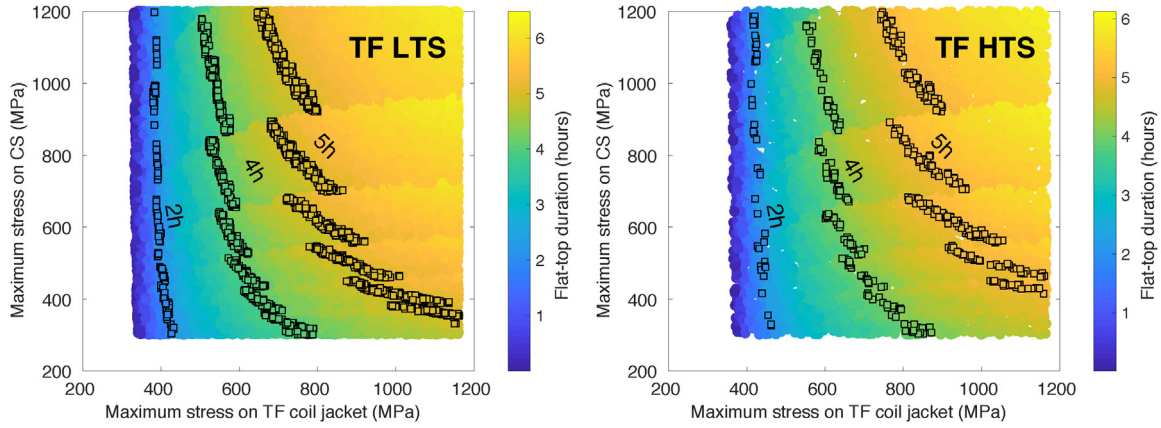 1200
1000
800
600
400
200
Maximum stress on CS (MPa)
TF LTS
2h
4h
5h
200
400
600
800
1000
1200
Maximum stress on TF coil jacket (MPa)
6
5
4
3
2
1
Flat-top duration (hours)
1200
1000
800
600
400
200
Maximum stress on CS (MPa)
TF HTS
2h
4h
5h
200
400
600
800
1000
1200
Maximum stress on TF coil jacket (MPa)
6
5
4
3
2
1
Flat-top duration (hours)